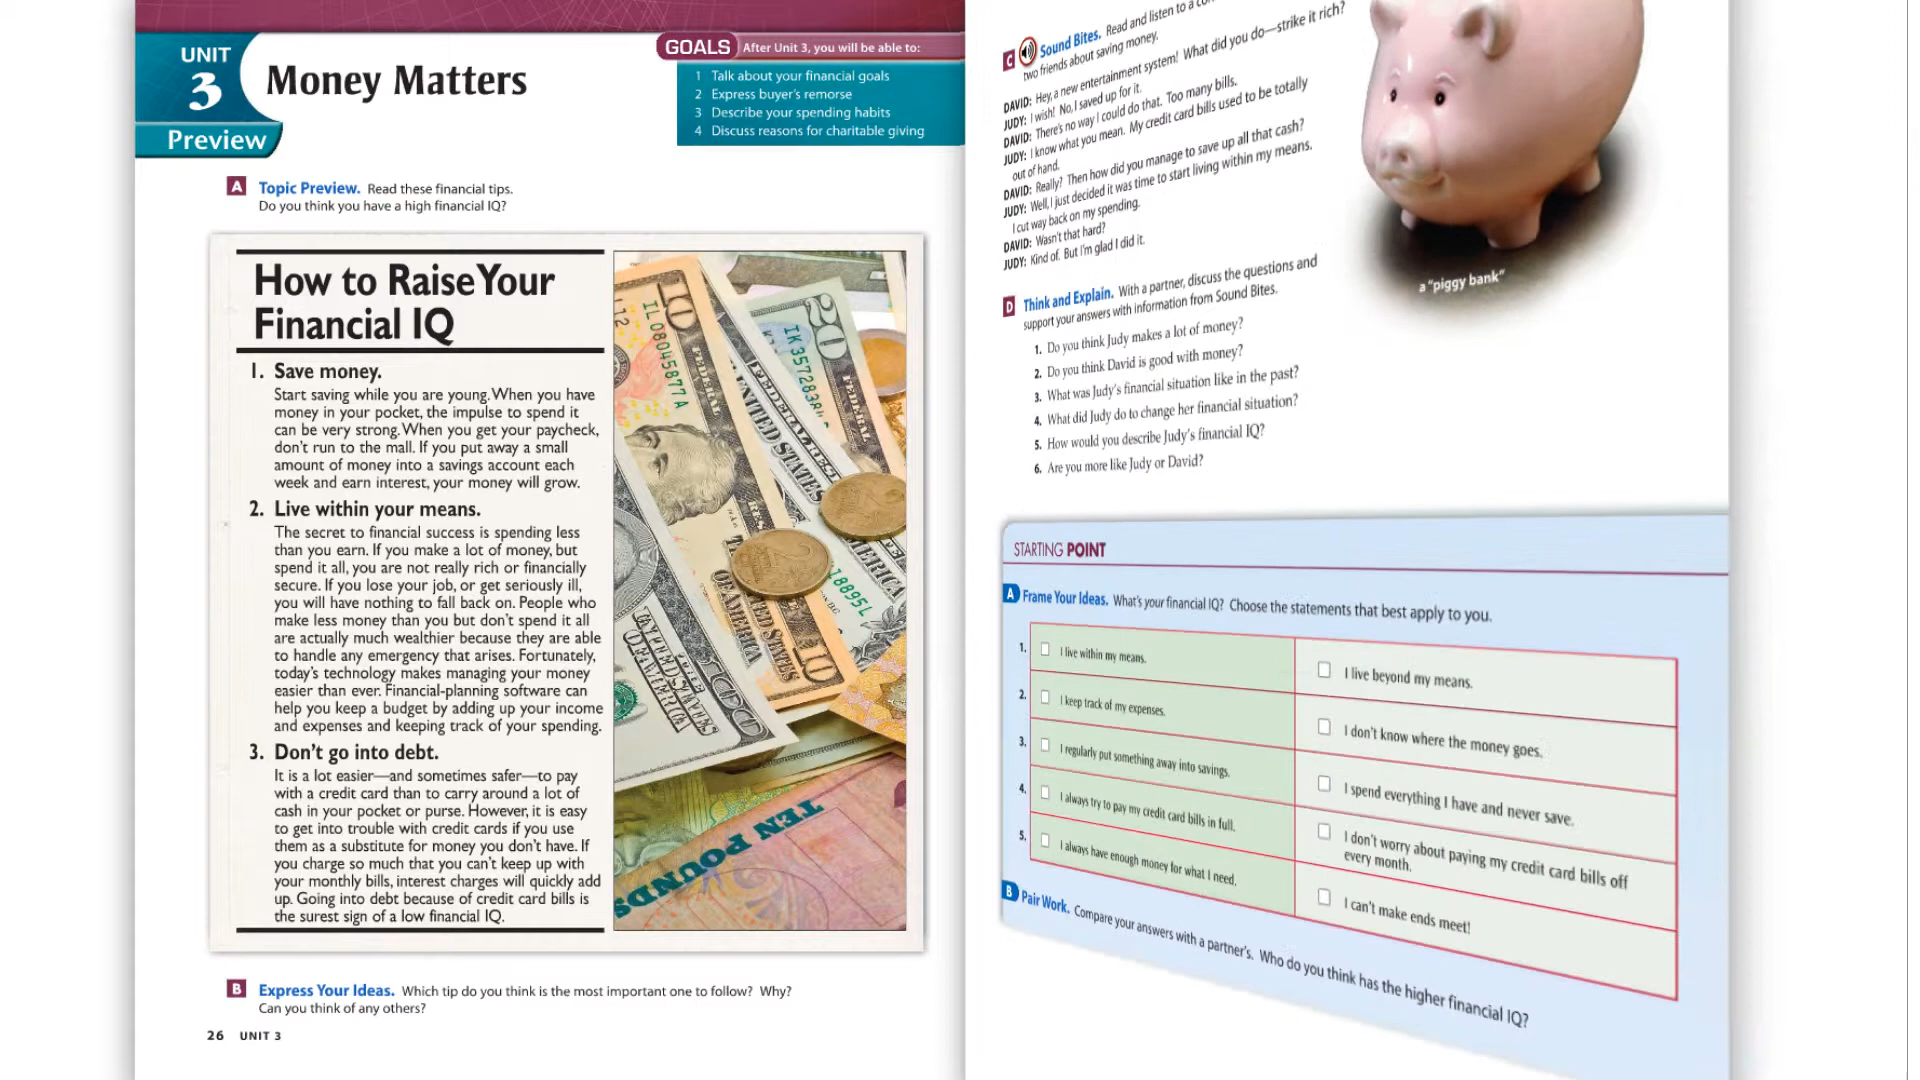 UNIT
3
Preview
Money Matters
GOALS After Unit 3, you will be able to:
1 Talk about your financial goals
2 Express buyer's remorse
3 Describe your spending habits
4 Discuss reasons for charitable giving
A Topic Preview. Read these financial tips.
Do you think you have a high financial IQ?
How to Raise Your
Financial IQ
1. Save money.
Start saving while you are young. When you have
money in your pocket, the impulse to spend it
can be very strong. When you get your paycheck,
don't run to the mall. If you put away a small
amount of money into a savings account each
week and earn interest, your money will grow.
2. Live within your means.
The secret to financial success is spending less
than you earn. If you make a lot of money, but
spend it all, you are not really rich or financially
secure. If you lose your job, or get seriously ill,
you will have nothing to fall back on. People who
make less money than you but don't spend it all
are actually much wealthier because they are able
to handle any emergency that arises. Fortunately,
today's technology makes managing your money
easier than ever. Financial-planning software can
help you keep a budget by adding up your income
and expenses and keeping track of your spending.
3. Don't go into debt.
It is a lot easier—and sometimes safer—to pay
with a credit card than to carry around a lot of
cash in your pocket or purse. However, it is easy
to get into trouble with credit cards if you use
them as a substitute for money you don't have. If
you charge so much that you can't keep up with
your monthly bills, interest charges will quickly add
up. Going into debt because of credit card bills is
the surest sign of a low financial IQ.
10
IL08045877A
20
FEDERAL
UNITED STATES
OF AMERICA
10
100
TEN POUNDS
B Express Your Ideas. Which tip do you think is the most important one to follow? Why?
Can you think of any others?
26 UNIT 3
C Sound Bites. Read and listen to a
two friends about saving money.
DAVID: Hey, a new entertainment system! What did you do—strike it rich?
JUDY: I wish! No, I saved up for it.
DAVID: There's no way I could do that. Too many bills.
JUDY: I know what you mean. My credit card bills used to be totally
out of hand.
DAVID: Really? Then how did you manage to save up all that cash?
JUDY: Well, I just decided it was time to start living within my means.
I cut way back on my spending.
DAVID: Wasn't that hard?
JUDY: Kind of. But I'm glad I did it.
a "piggy bank"
D Think and Explain. With a partner, discuss the questions and
support your answers with information from Sound Bites.
1. Do you think Judy makes a lot of money?
2. Do you think David is good with money?
3. What was Judy's financial situation like in the past?
4. What did Judy do to change her financial situation?
5. How would you describe Judy's financial IQ?
6. Are you more like Judy or David?
STARTING POINT
A Frame Your Ideas. What's your financial IQ? Choose the statements that best apply to you.
1. I live within my means. I live beyond my means.
2. I keep track of my expenses. I don't know where the money goes.
3. I regularly put something away into savings. I spend everything I have and never save.
4. I always try to pay my credit card bills in full. I don't worry about paying my credit card bills off
every month.
5. I always have enough money for what I need. I can't make ends meet!
B Pair Work. Compare your answers with a partner's. Who do you think has the higher financial IQ?